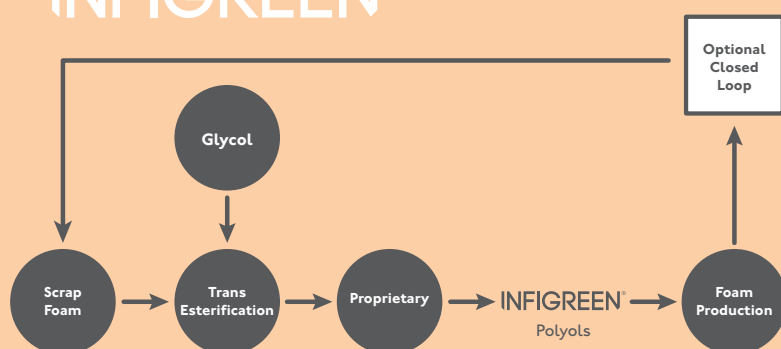 INFIGREEN
Optional
Closed
Loop
Glycol
Scrap
Foam
Trans
Esterification
Proprietary
INFIGREEN®
Polyols
Foam
Production